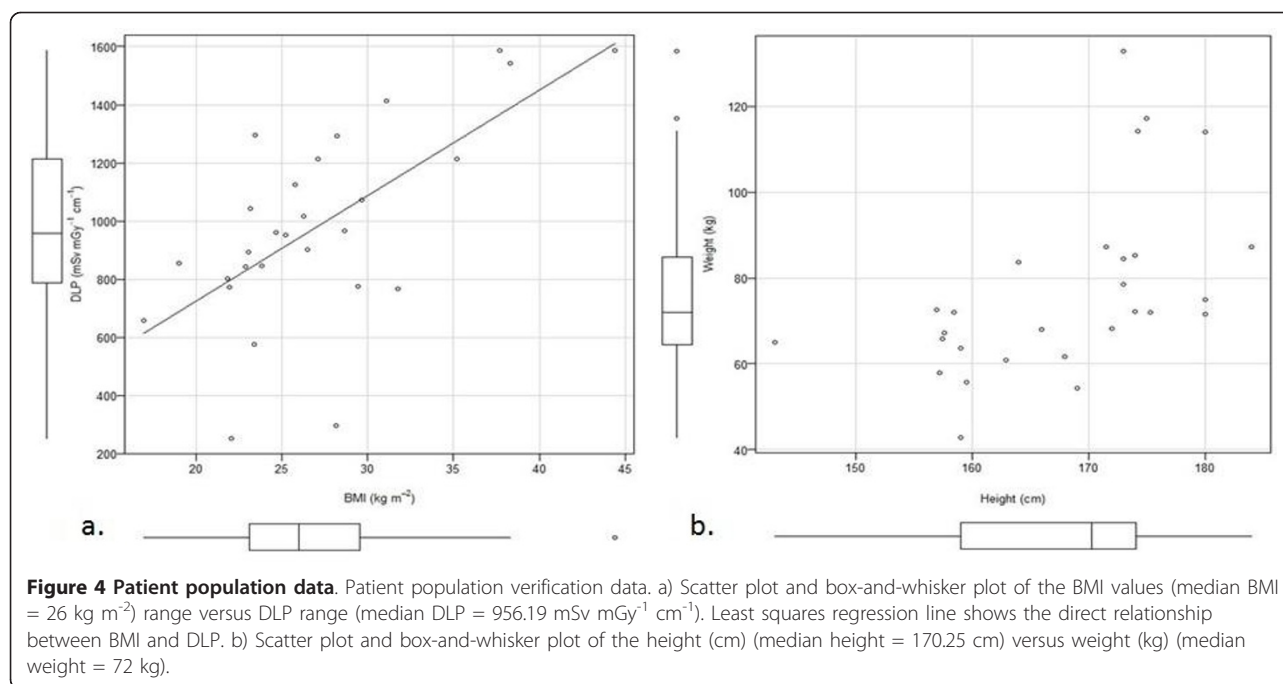 1600
1400
1200
1000
800
600
400
200
DLP (mSv mGy⁻¹ cm⁻¹)
20 25 30 35 40 45
BMI (kg m⁻²)
a.
120
100
80
60
40
Weight (kg)
150 160 170 180
Height (cm)
b.
Figure 4 Patient population data. Patient population verification data. a) Scatter plot and box-and-whisker plot of the BMI values (median BMI
= 26 kg m⁻²) range versus DLP range (median DLP = 956.19 mSv mGy⁻¹ cm⁻¹). Least squares regression line shows the direct relationship
between BMI and DLP. b) Scatter plot and box-and-whisker plot of the height (cm) (median height = 170.25 cm) versus weight (kg) (median
weight = 72 kg).